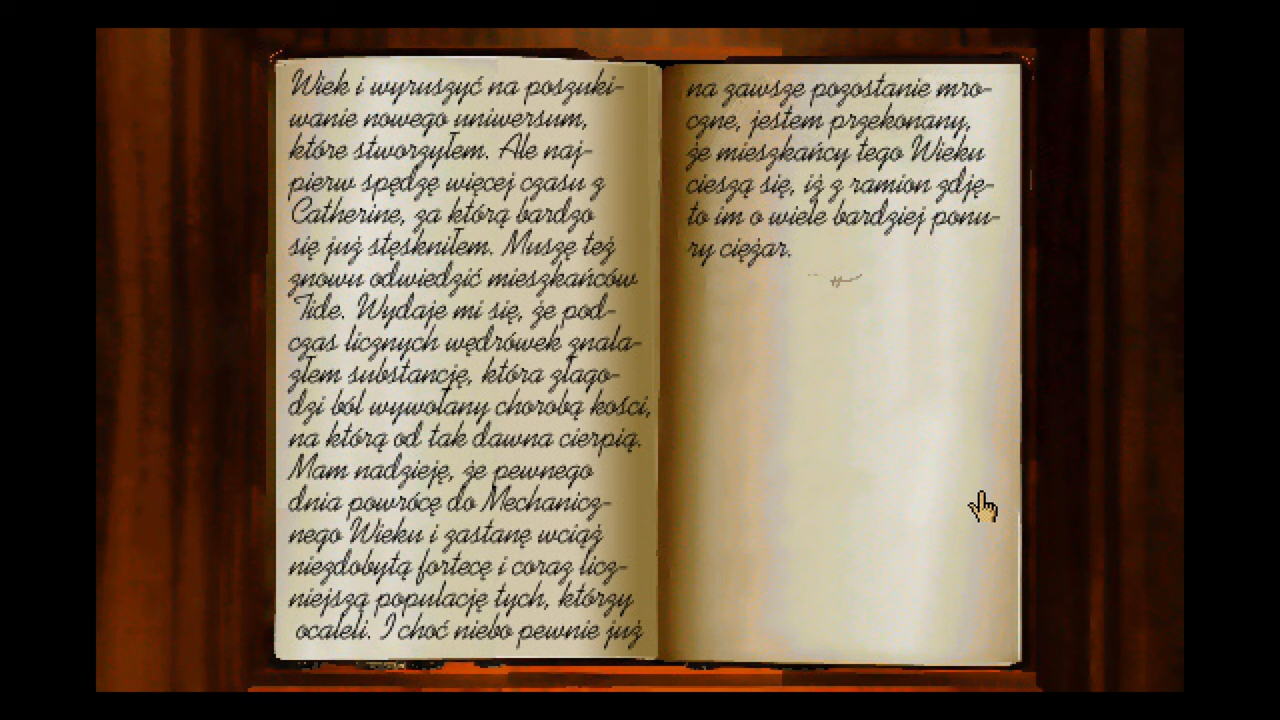 Wiek i wyruszyć na poszuki-
wanie nowego uniwersum,
które stworzyłem. Ale naj-
pierw spędzę więcej czasu z
Catherine, za którą bardzo
się już stęskniłem. Muszę też
znowu odwiedzić mieszkańców
Tide. Wydaje mi się, że pod-
czas licznych wędrówek znala-
złem substancję, która złago-
dzi ból wywołany chorobą kości,
na którą od tak dawna cierpią.
Mam nadzieję, że pewnego
dnia powrócę do Mechanicz-
nego Wieku i zastanę wciąż
niezdobytą fortecę i coraz licz-
niejszą populację tych, którzy
ocaleli. I choć niebo pewnie już
na zawsze pozostanie mro-
czne, jestem przekonany,
że mieszkańcy tego Wieku
cieszą się, iż z ramion zdję-
to im o wiele bardziej ponu-
ry ciężar.